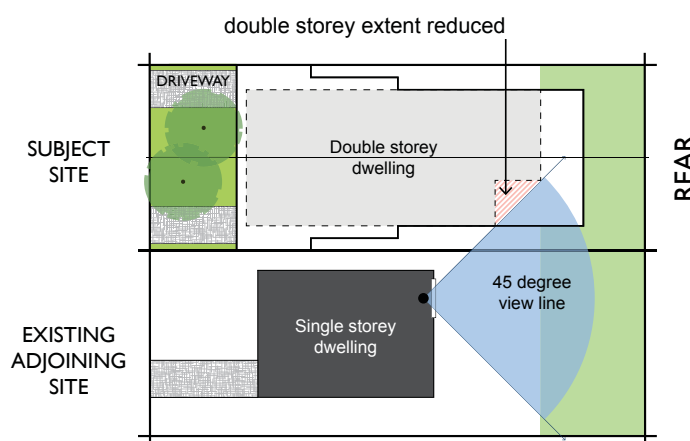 double storey extent reduced
DRIVEWAY
SUBJECT
SITE
Double storey
dwelling
REAR
45 degree
view line
Single storey
dwelling
EXISTING
ADJOINING
SITE